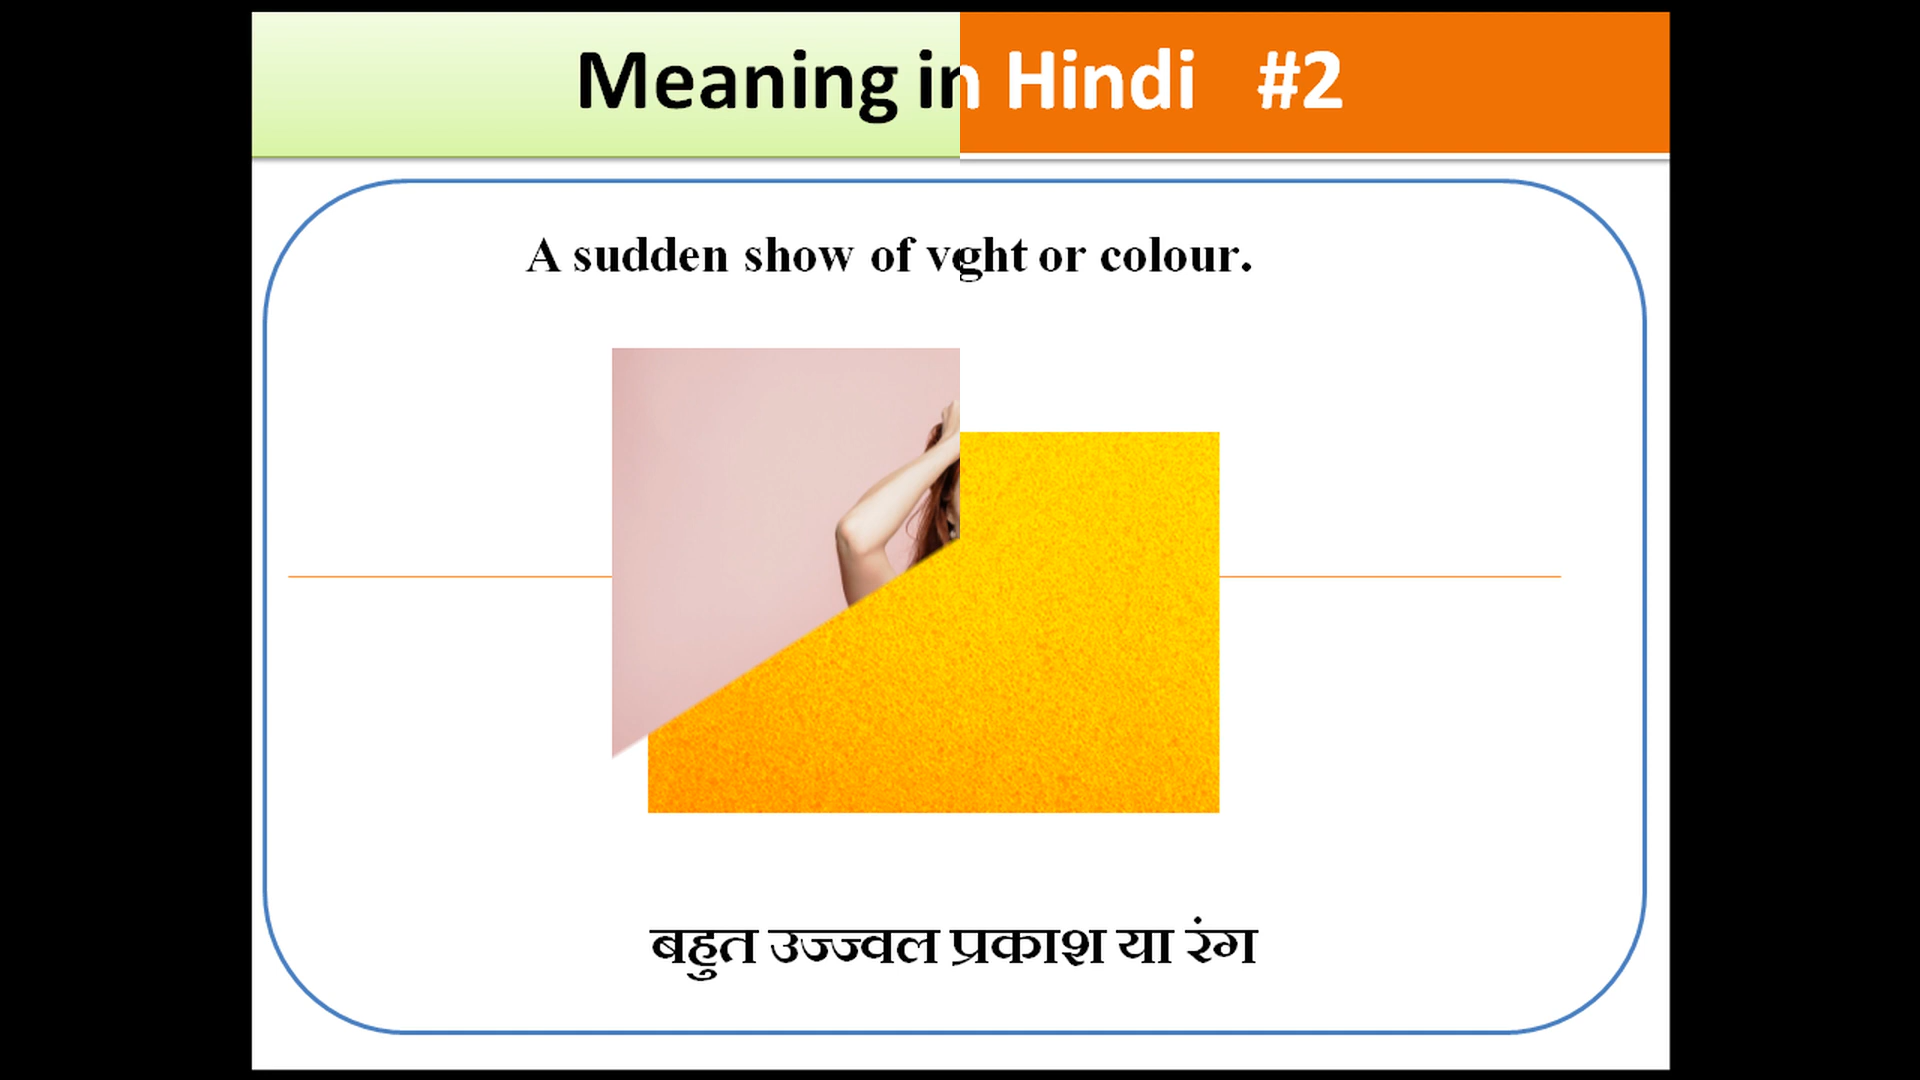 Meaning in Hindi #2
A sudden show of vght or colour.
बहुत उज्ज्वल प्रकाश या रंग